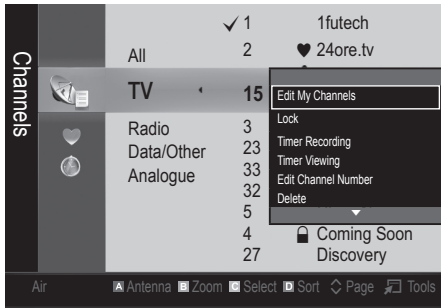 Channels
✓ 1 1futech
All 2 ♥ 24ore.tv
TV 15
Edit My Channels
Lock
Timer Recording
Timer Viewing
Edit Channel Number
Delete
Radio 3
Data/Other 23
Analogue 33
32
5
4 Coming Soon
27 Discovery
Air A Antenna B Zoom C Select D Sort Page Tools